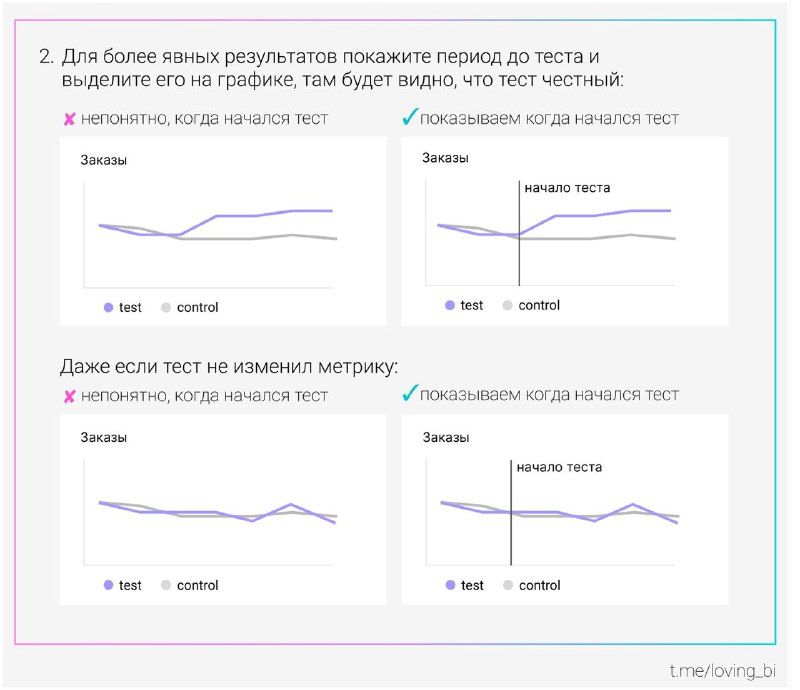 2. Для более явных результатов покажите период до теста и
выделите его на графике, там будет видно, что тест честный:
✘ непонятно, когда начался тест
✓показываем когда начался тест
Заказы
test control
Заказы
начало теста
test control
Даже если тест не изменил метрику:
✘ непонятно, когда начался тест
✓показываем когда начался тест
Заказы
test control
Заказы
начало теста
test control
t.me/loving_bi